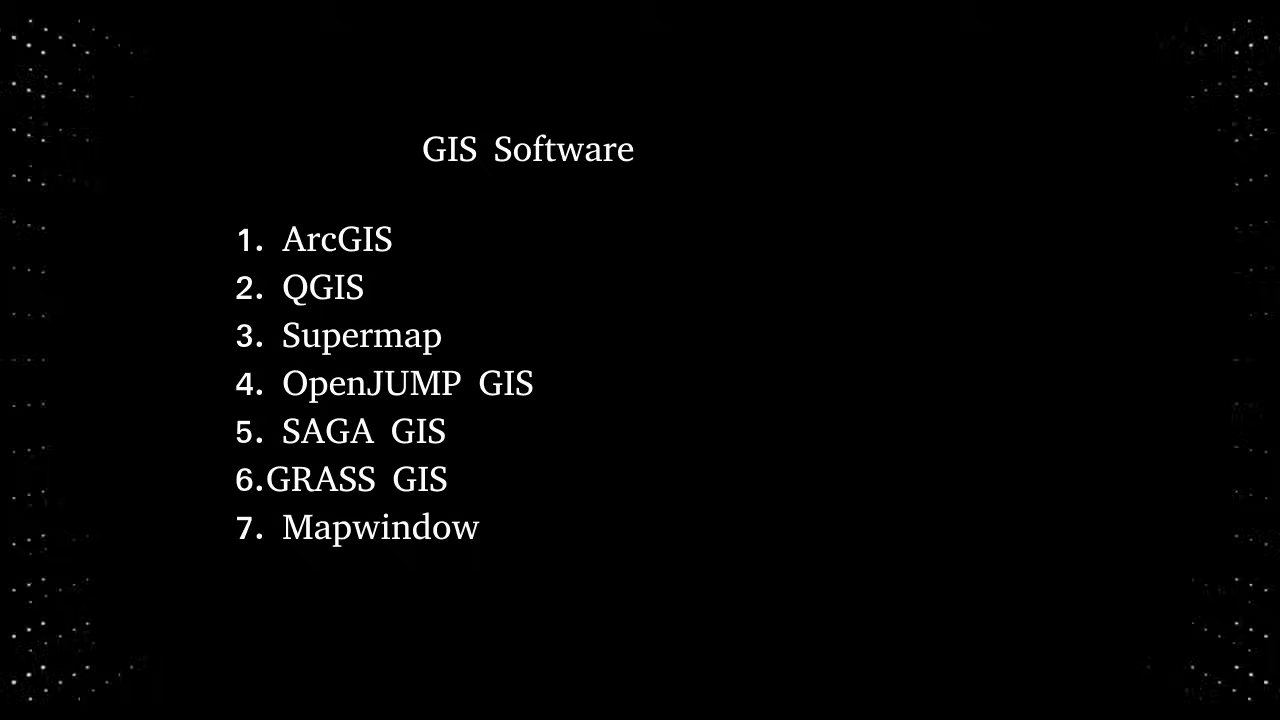 GIS Software
1. ArcGIS
2. QGIS
3. Supermap
4. OpenJUMP GIS
5. SAGA GIS
6.GRASS GIS
7. Mapwindow